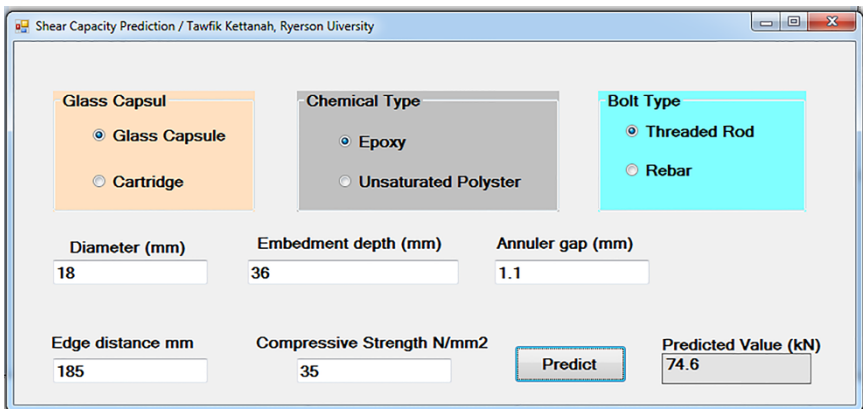 Shear Capacity Prediction / Tawfik Kettanah, Ryerson Uiversity
Glass Capsul
Glass Capsule
Cartridge
Chemical Type
Epoxy
Unsaturated Polyster
Bolt Type
Threaded Rod
Rebar
Diameter (mm)
18
Embedment depth (mm)
36
Annuler gap (mm)
1.1
Edge distance mm
185
Compressive Strength N/mm2
35
Predict
Predicted Value (kN)
74.6